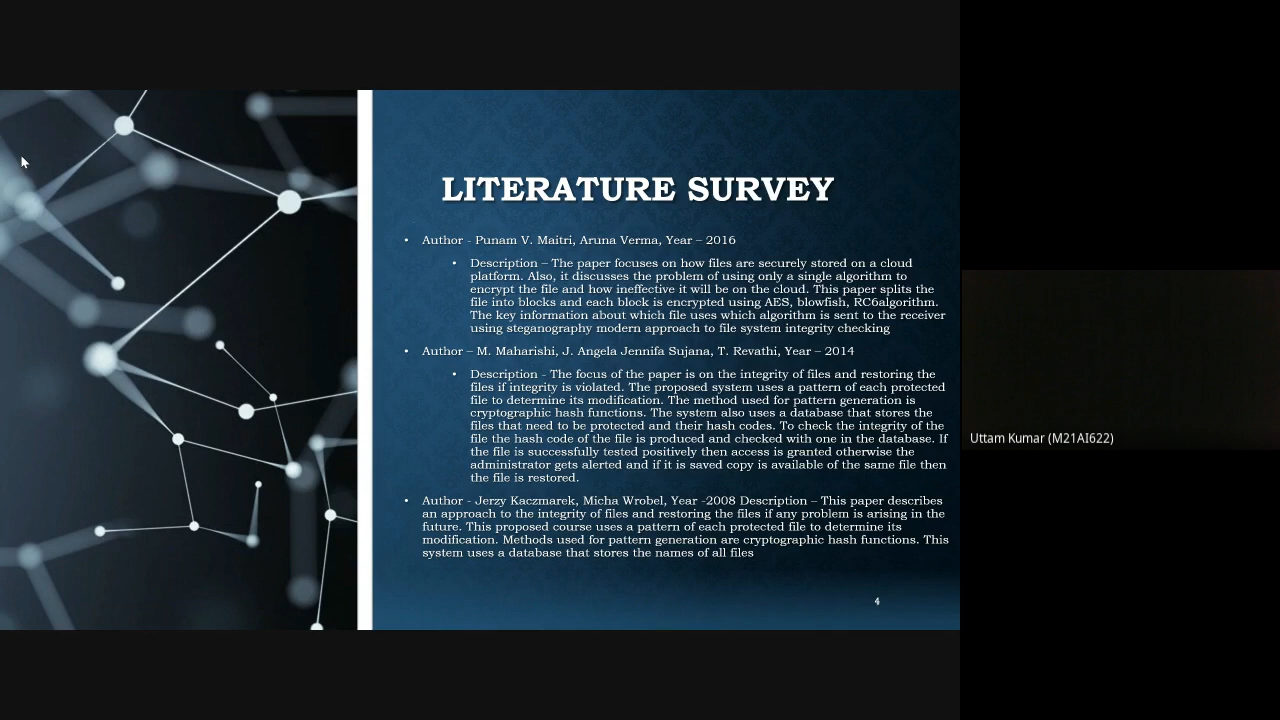 LITERATURE SURVEY
• Author - Punam V. Maitri, Aruna Verma, Year – 2016
• Description – The paper focuses on how files are securely stored on a cloud
platform. Also, it discusses the problem of using only a single algorithm to
encrypt the file and how ineffective it will be on the cloud. This paper splits the
file into blocks and each block is encrypted using AES, blowfish, RC6algorithm.
The key information about which file uses which algorithm is sent to the receiver
using steganography modern approach to file system integrity checking
• Author – M. Maharishi, J. Angela Jennifa Sujana, T. Revathi, Year – 2014
• Description - The focus of the paper is on the integrity of files and restoring the
files if integrity is violated. The proposed system uses a pattern of each protected
file to determine its modification. The method used for pattern generation is
cryptographic hash functions. The system also uses a database that stores the
files that need to be protected and their hash codes. To check the integrity of the
file the hash code of the file is produced and checked with one in the database. If
the file is successfully tested positively then access is granted otherwise the
administrator gets alerted and if it is saved copy is available of the same file then
the file is restored.
• Author - Jerzy Kaczmarek, Micha Wrobel, Year -2008 Description – This paper describes
an approach to the integrity of files and restoring the files if any problem is arising in the
future. This proposed course uses a pattern of each protected file to determine its
modification. Methods used for pattern generation are cryptographic hash functions. This
system uses a database that stores the names of all files
4
Uttam Kumar (M21AI622)